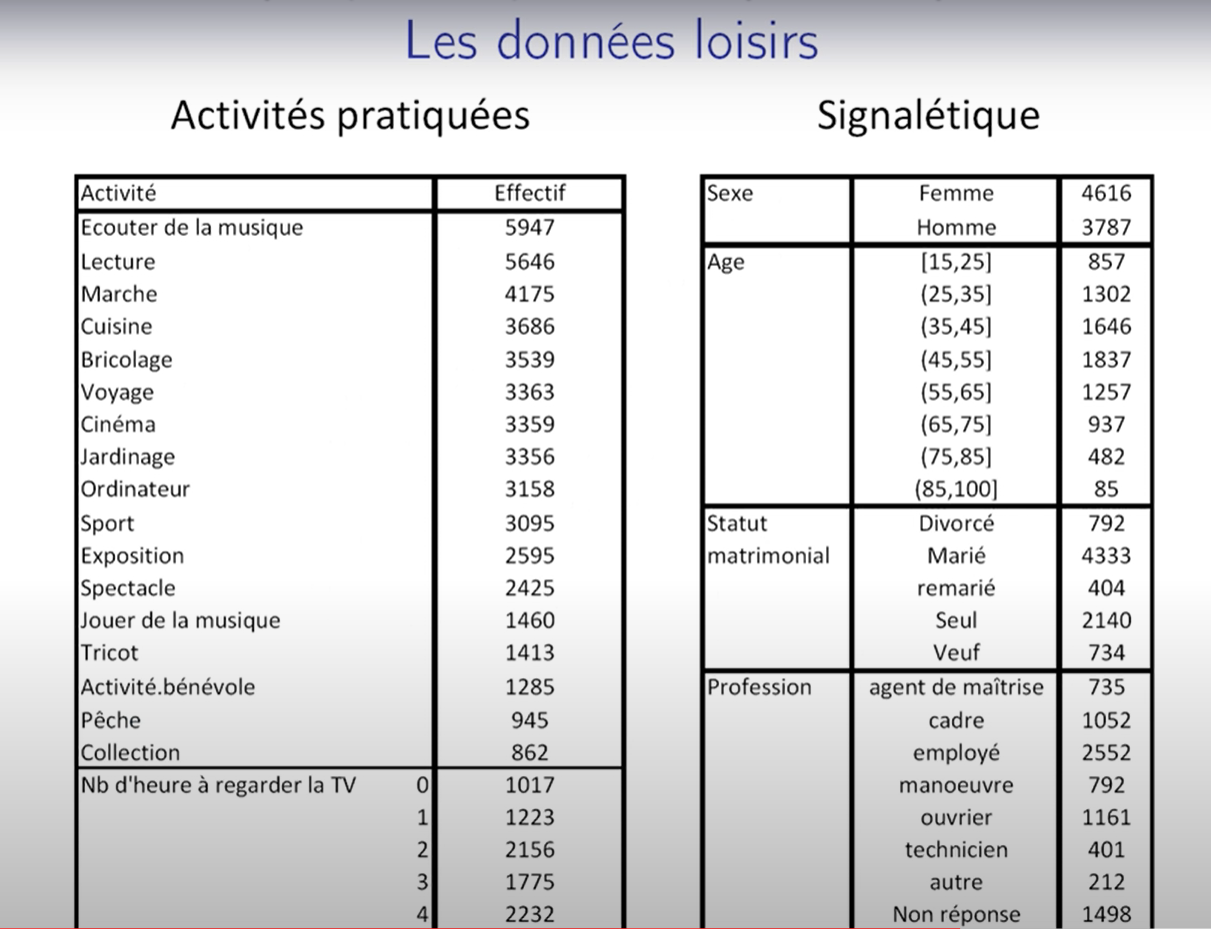 Les données loisirs
Activités pratiquées
Activité Effectif
Ecouter de la musique 5947
Lecture 5646
Marche 4175
Cuisine 3686
Bricolage 3539
Voyage 3363
Cinéma 3359
Jardinage 3356
Ordinateur 3158
Sport 3095
Exposition 2595
Spectacle 2425
Jouer de la musique 1460
Tricot 1413
Activité.bénévole 1285
Pêche 945
Collection 862
Nb d'heure à regarder la TV 0 1017
1 1223
2 2156
3 1775
4 2232
Signalétique
Sexe Femme 4616
Homme 3787
Age [15,25] 857
(25,35] 1302
(35,45] 1646
(45,55] 1837
(55,65] 1257
(65,75] 937
(75,85] 482
(85,100] 85
Statut Divorcé 792
matrimonial Marié 4333
remarié 404
Seul 2140
Veuf 734
Profession agent de maîtrise 735
cadre 1052
employé 2552
manoeuvre 792
ouvrier 1161
technicien 401
autre 212
Non réponse 1498